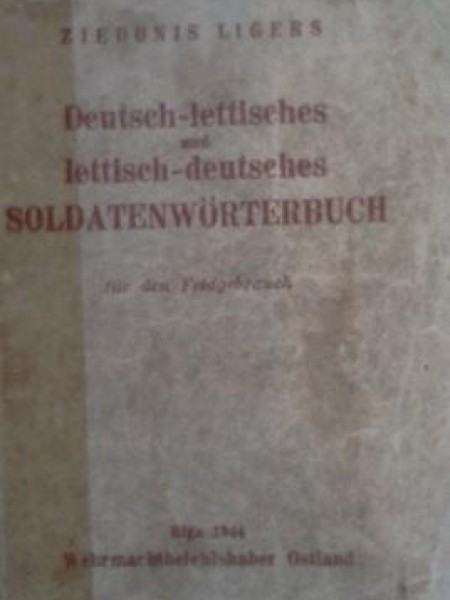 ZIEDONIS LIGERS
Deutsch-lettisches
und
lettisch-deutsches
SOLDATENWÖRTERBUCH
für den Feldgebrauch
Riga 1944
Wehrmachtbefehlshaber Ostland